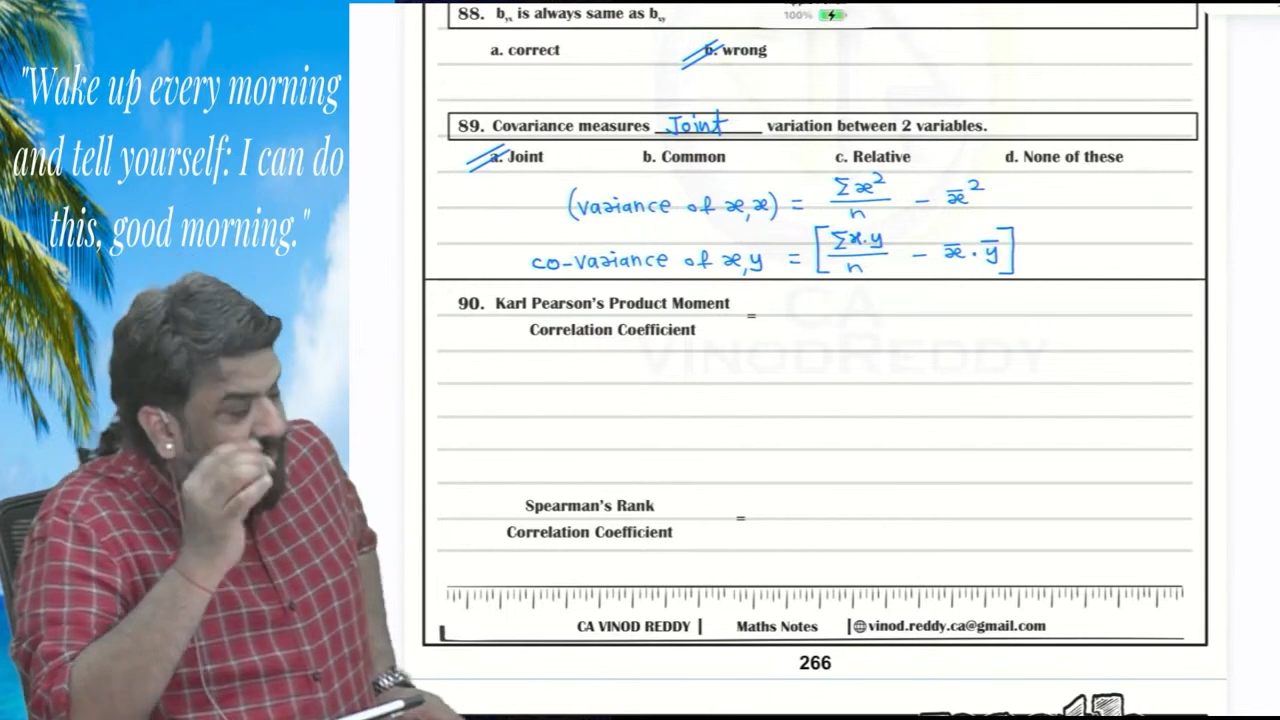 "Wake up every morning
and tell yourself: I can do
this, good morning."
88. byx is always same as bxy
100%
a. correct b. wrong
89. Covariance measures Joint variation between 2 variables.
a. Joint b. Common c. Relative d. None of these
(variance of x,x) = Σx²/n - x̄²
co-variance of x,y = [Σx.y/n - x̄ . ȳ]
90. Karl Pearson's Product Moment
Correlation Coefficient =
CA
VINODREDDY
Spearman's Rank
Correlation Coefficient =
CA VINOD REDDY | Maths Notes | vinod.reddy.ca@gmail.com
266